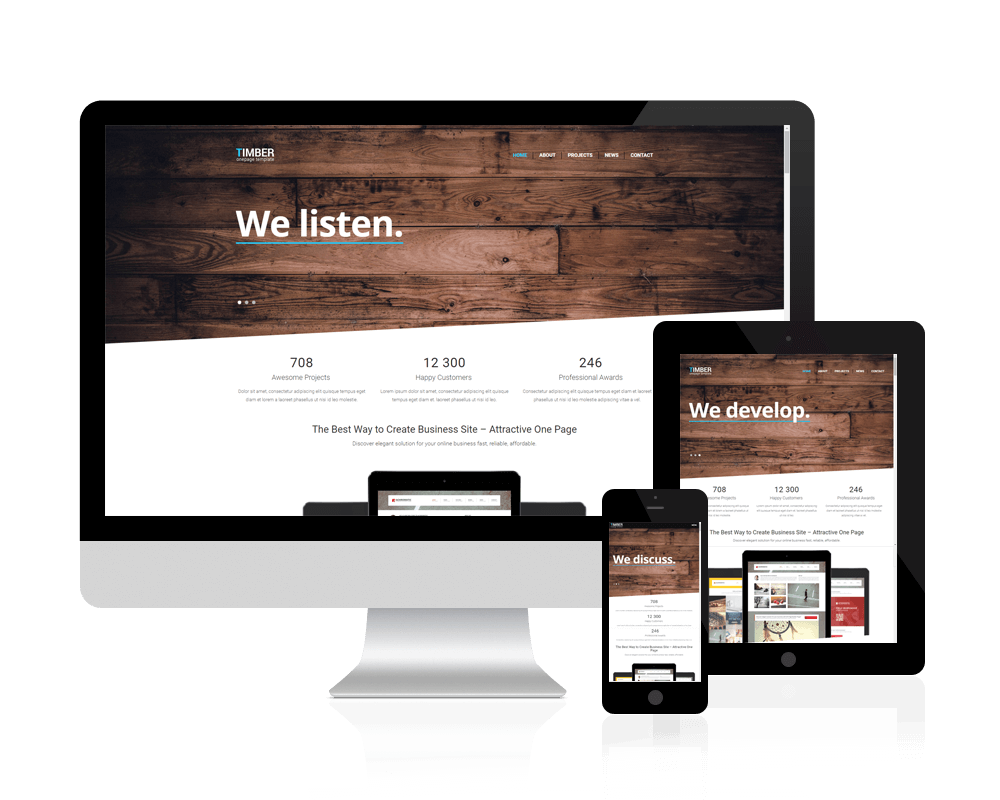 TIMBER
onepage template
HOME ABOUT PROJECTS NEWS CONTACT
We listen.
708 12 300 246
Awesome Projects Happy Customers Professional Awards
Dolor sit amet, consectetur adipiscing elit quisque tempus eget Lorem ipsum dolor sit amet, consectetur adipiscing elit quisque Consectetur adipiscing elit quisque tempus eget
diam et lorem a laoreet phasellus ut nisi id leo molestie. tempus eget diam et lorem a laoreet phasellus ut nisi id leo. diam et laoreet phasellus ut nisi id leo molestie adipiscing vitae a vel
The Best Way to Create Business Site – Attractive One Page
Discover elegant solution for your online business fast, reliable, affordable.
TIMBER
HOME ABOUT PROJECTS NEWS CONTACT
We develop.
708 12 300 246
Awesome Projects Happy Customers Professional Awards
The Best Way to Create Business Site – Attractive One Page
Discover elegant solution for your online business fast, reliable, affordable.
TIMBER
We discuss.
708
Awesome Projects
12 300
Happy Customers
246
Professional Awards
The Best Way to Create Business Site – Attractive One
Page